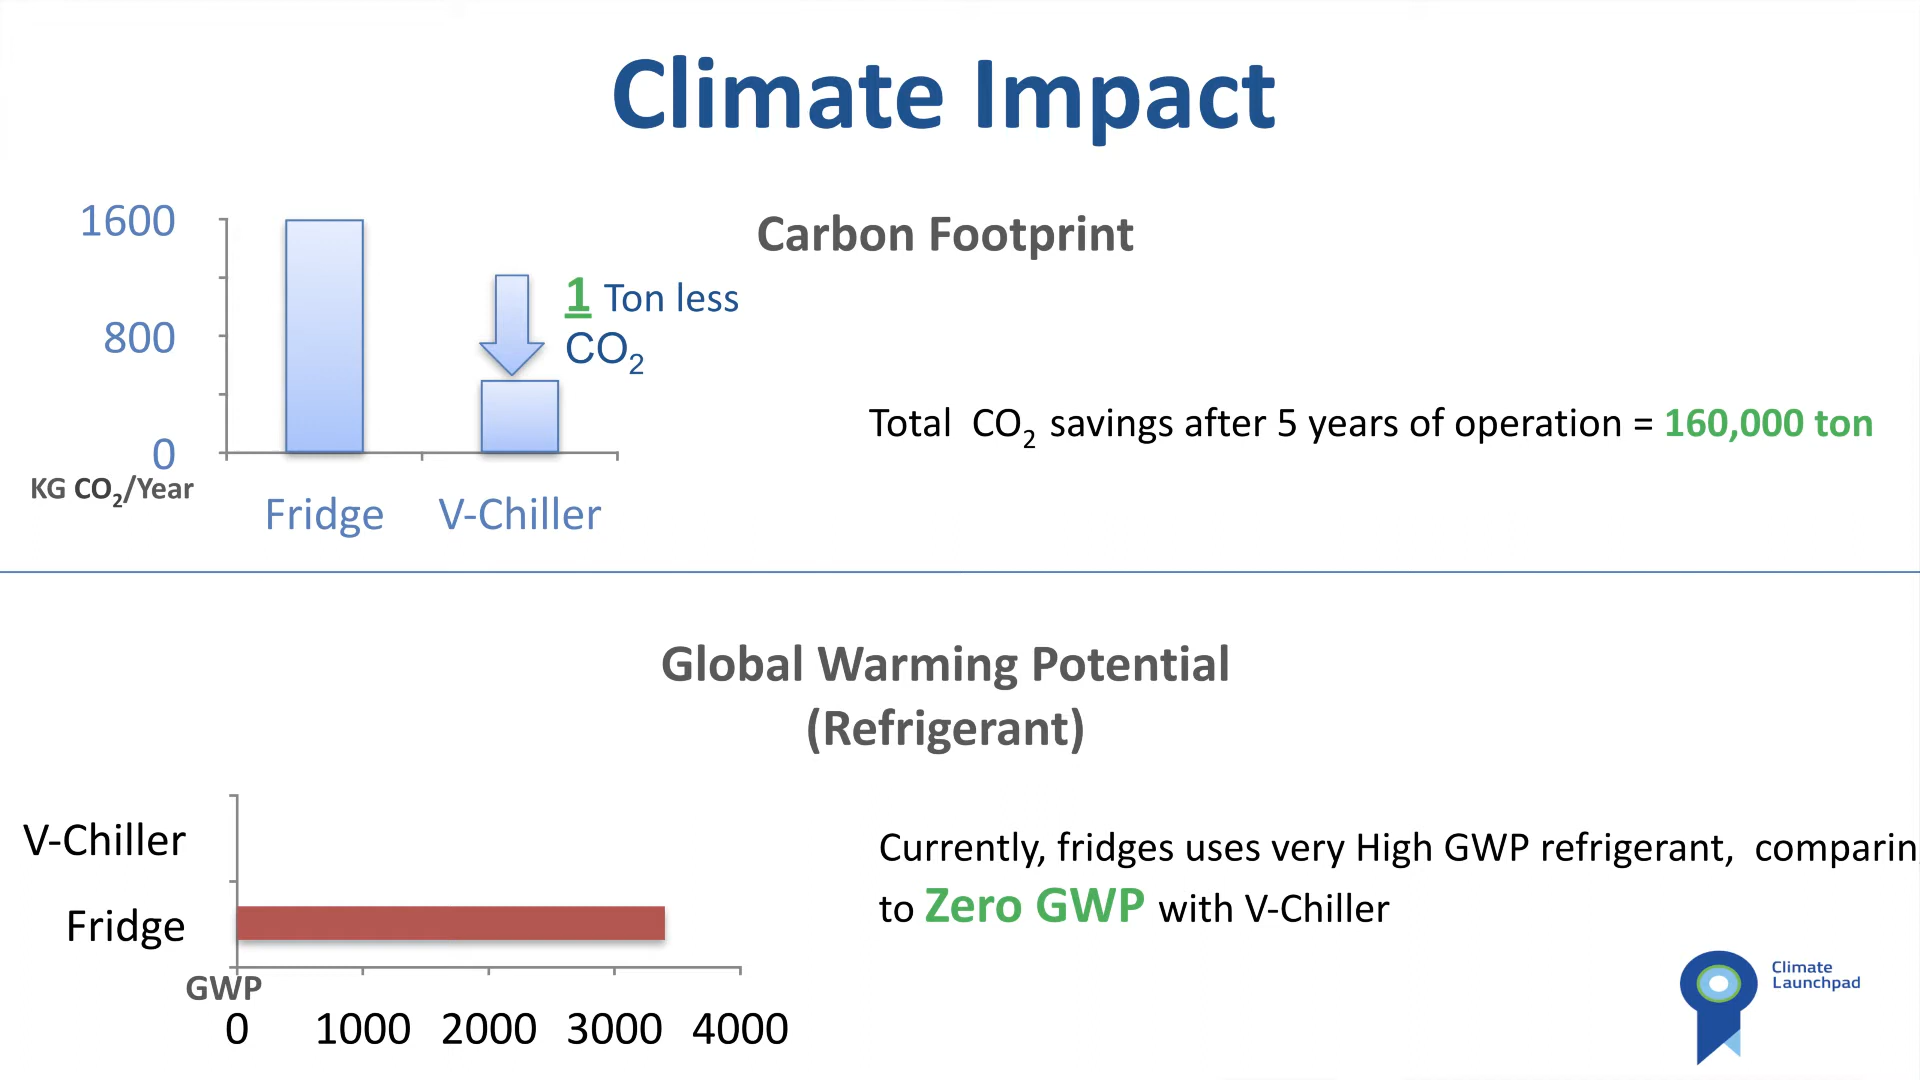 Climate Impact
1600
800
0
KG CO₂/Year
Fridge
V-Chiller
1 Ton less
CO₂
Carbon Footprint
Total CO₂ savings after 5 years of operation = 160,000 ton
Global Warming Potential
(Refrigerant)
V-Chiller
Fridge
GWP
0 1000 2000 3000 4000
Currently, fridges uses very High GWP refrigerant, comparin
to Zero GWP with V-Chiller
Climate
Launchpad